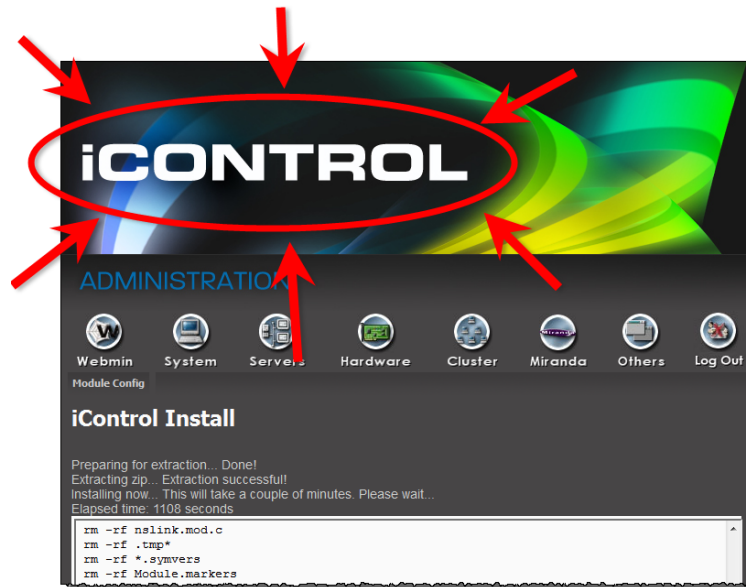 iCONTROL
ADMINISTRATION
Webmin System Servers Hardware Cluster Miranda Others Log Out
Module Config
iControl Install
Preparing for extraction... Done!
Extracting zip... Extraction successful!
Installing now... This will take a couple of minutes. Please wait...
Elapsed time: 1108 seconds
rm -rf nslink.mod.c
rm -rf .tmp*
rm -rf *.symvers
rm -rf Module.markers